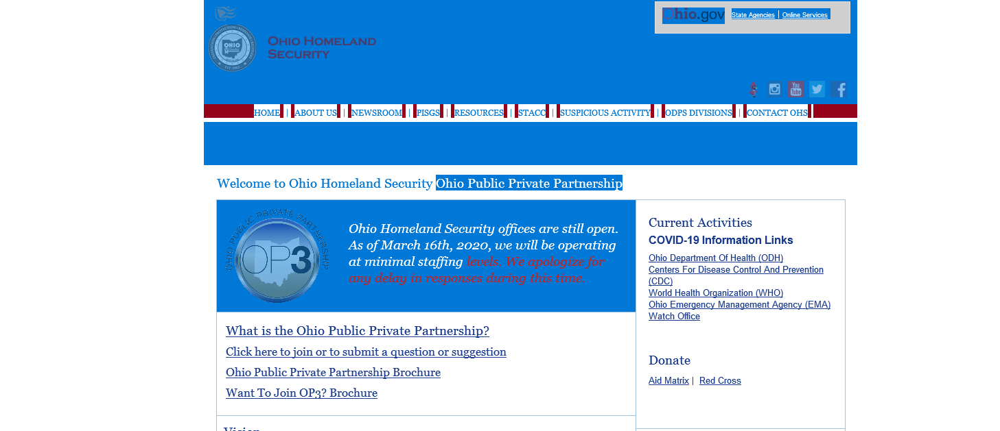 Ohio.gov State Agencies | Online Services
OHIO
OHIO HOMELAND
SECURITY
You
Tube
HOME | ABOUT US | NEWSROOM | PISGS | RESOURCES | STACC | SUSPICIOUS ACTIVITY | ODPS DIVISIONS | CONTACT OHS
Welcome to Ohio Homeland Security Ohio Public Private Partnership
OHIO PUBLIC PRIVATE PARTNERSHIP
OP3
Ohio Homeland Security offices are still open.
As of March 16th, 2020, we will be operating
at minimal staffing levels. We apologize for
any delay in responses during this time.
What is the Ohio Public Private Partnership?
Click here to join or to submit a question or suggestion
Ohio Public Private Partnership Brochure
Want To Join OP3? Brochure
Vision
Current Activities
COVID-19 Information Links
Ohio Department Of Health (ODH)
Centers For Disease Control And Prevention
(CDC)
World Health Organization (WHO)
Ohio Emergency Management Agency (EMA)
Watch Office
Donate
Aid Matrix | Red Cross